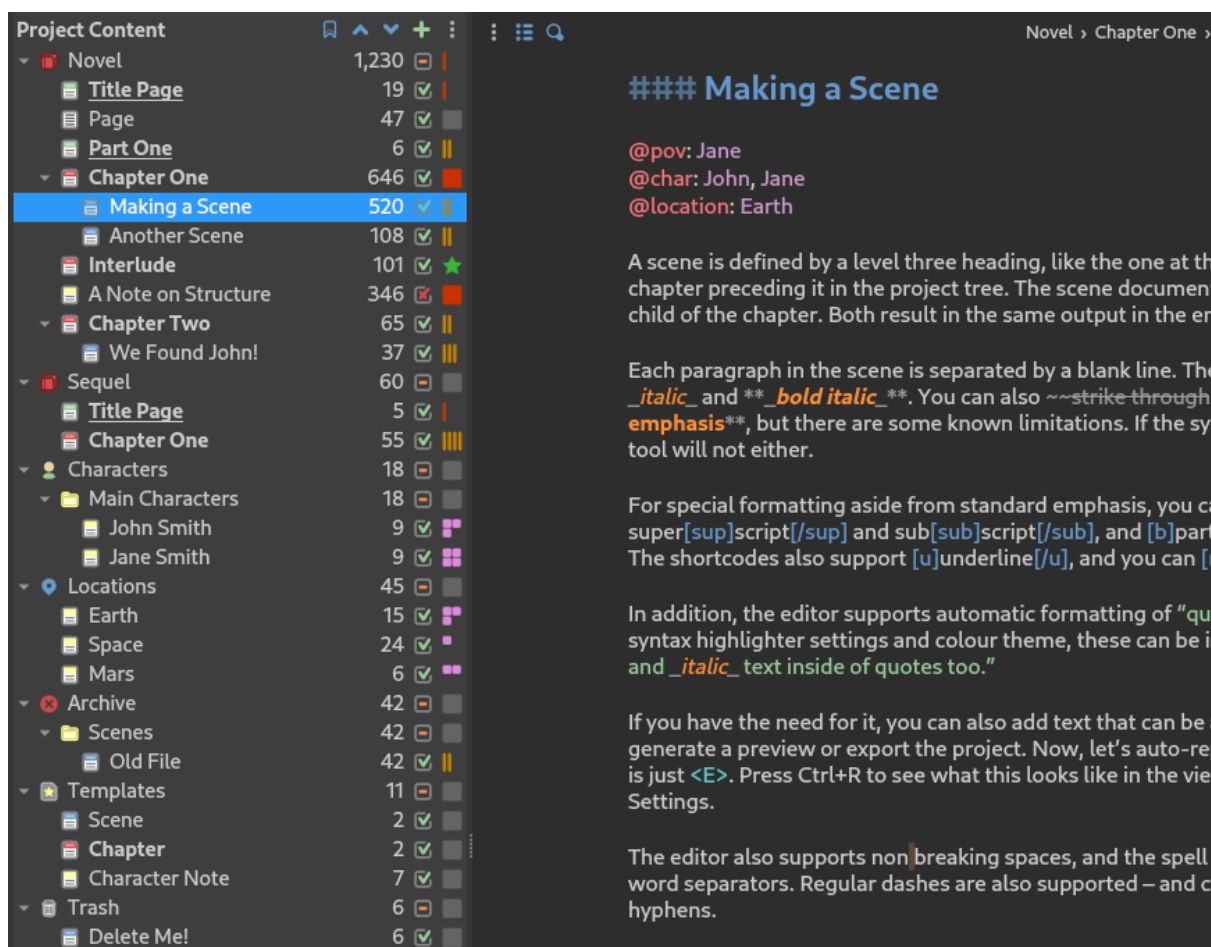 Project Content
Novel 1,230
Title Page 19
Page 47
Part One 6
Chapter One 646
Making a Scene 520
Another Scene 108
Interlude 101
A Note on Structure 346
Chapter Two 65
We Found John! 37
Sequel 60
Title Page 5
Chapter One 55
Characters 18
Main Characters 18
John Smith 9
Jane Smith 9
Locations 45
Earth 15
Space 24
Mars 6
Archive 42
Scenes 42
Old File 42
Templates 11
Scene 2
Chapter 2
Character Note 7
Trash 6
Delete Me! 6
Novel › Chapter One ›
### Making a Scene
@pov: Jane
@char: John, Jane
@location: Earth
A scene is defined by a level three heading, like the one at th
chapter preceding it in the project tree. The scene documen
child of the chapter. Both result in the same output in the
Each paragraph in the scene is separated by a blank line. The
_italic_ and **_bold italic_**. You can also ~~strike through
emphasis**, but there are some known limitations. If the sy
tool will not either.
For special formatting aside from standard emphasis, you ca
super[sup]script[/sup] and sub[sub]script[/sub], and [b]part
The shortcodes also support [u]underline[/u], and you can [
In addition, the editor supports automatic formatting of “qu
syntax highlighter settings and colour theme, these can be i
and _italic_ text inside of quotes too.”
If you have the need for it, you can also add text that can be
generate a preview or export the project. Now, let’s auto-re
is just <E>. Press Ctrl+R to see what this looks like in the vie
Settings.
The editor also supports non breaking spaces, and the spell
word separators. Regular dashes are also supported – and c
hyphens.